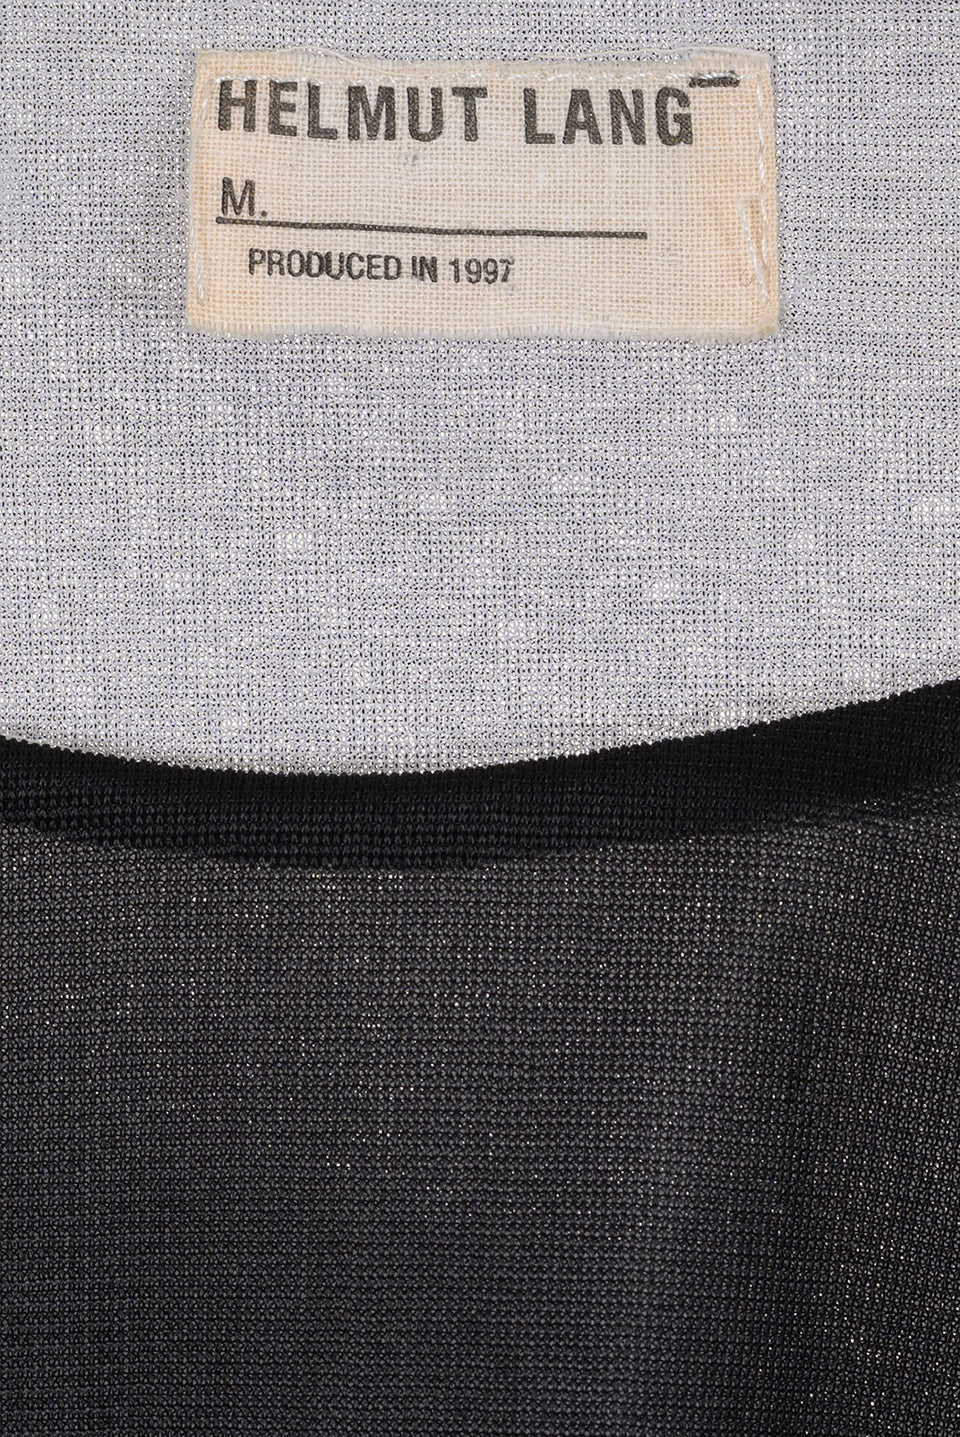 HELMUT LANG
M.
PRODUCED IN 1997